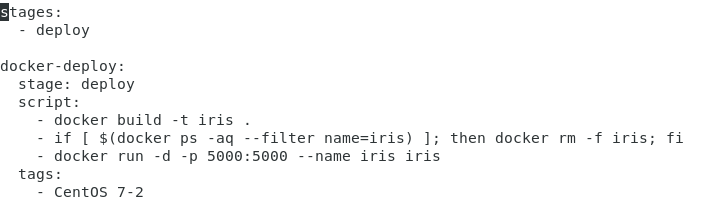 stages:
  - deploy

docker-deploy:
  stage: deploy
  script:
    - docker build -t iris .
    - if [ $(docker ps -aq --filter name=iris) ]; then docker rm -f iris; fi
    - docker run -d -p 5000:5000 --name iris iris
  tags:
    - CentOS 7-2